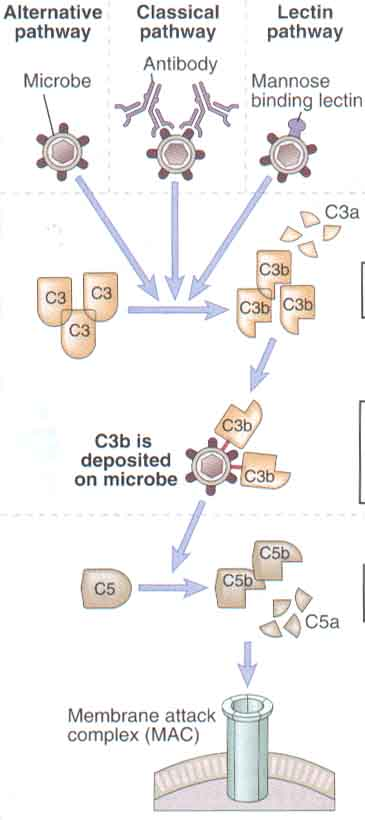 Alternative
pathway
Classical
pathway
Lectin
pathway
Microbe
Antibody
Mannose
binding lectin
C3a
C3
C3
C3
C3b
C3b
C3b
C3b is
deposited
on microbe
C3b
C3b
C5
C5b
C5b
C5a
Membrane attack
complex (MAC)